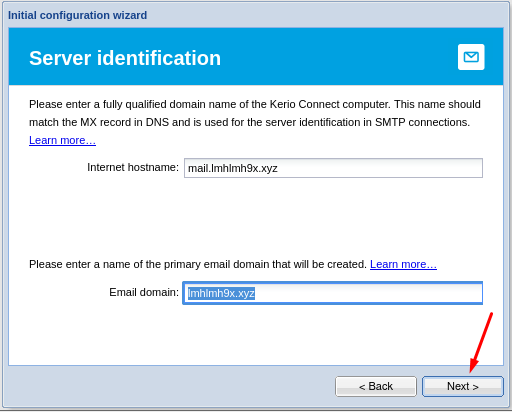 Initial configuration wizard
Server identification
Please enter a fully qualified domain name of the Kerio Connect computer. This name should
match the MX record in DNS and is used for the server identification in SMTP connections.
Learn more…
Internet hostname: mail.lmhlmh9x.xyz
Please enter a name of the primary email domain that will be created. Learn more…
Email domain: lmhlmh9x.xyz
< Back Next >